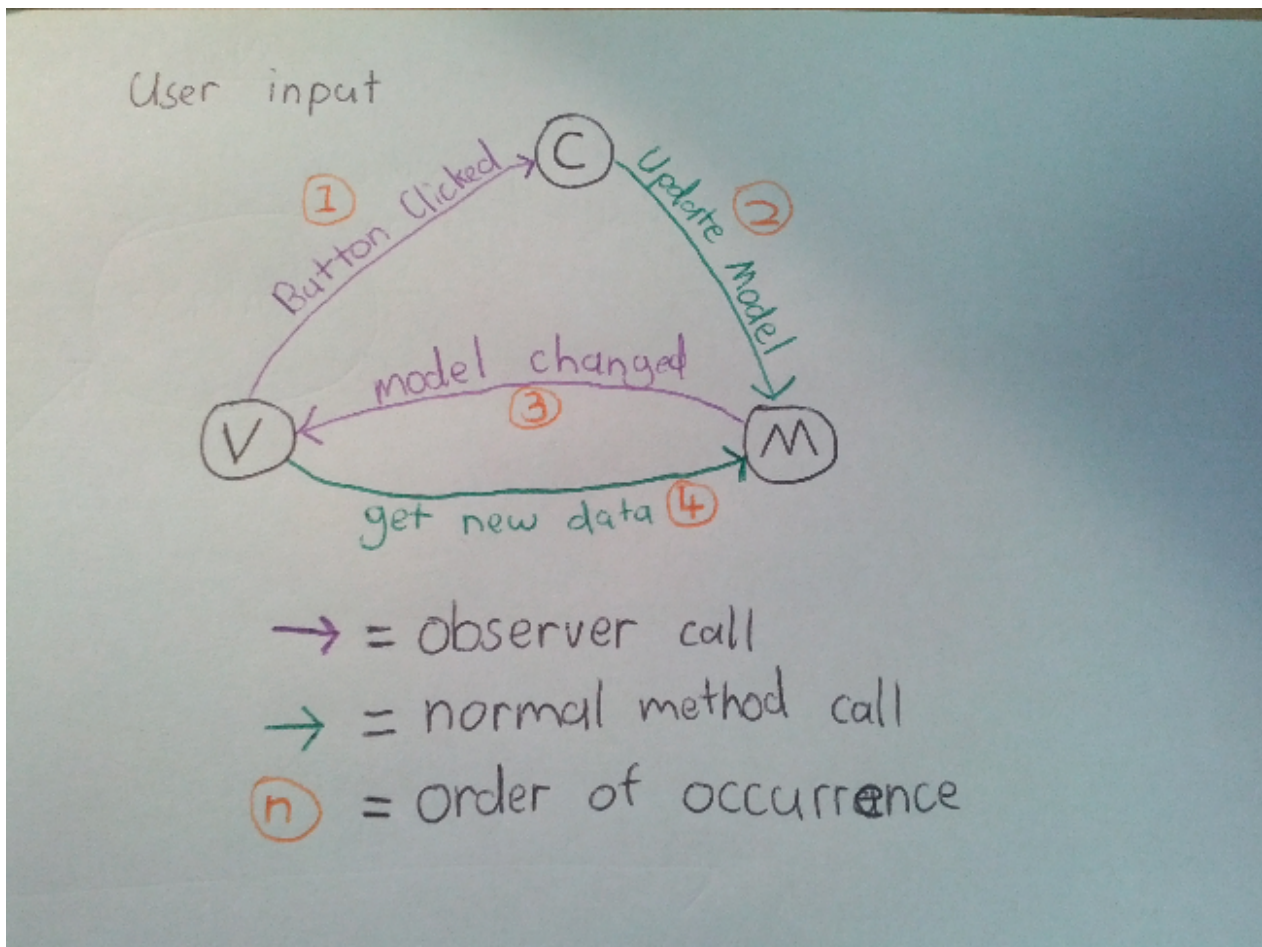 User input
C
①
Button Clicked
Update Model
②
model changed
③
V
M
get new data ④
→ = observer call
→ = normal method call
ⓝ = order of occurrence